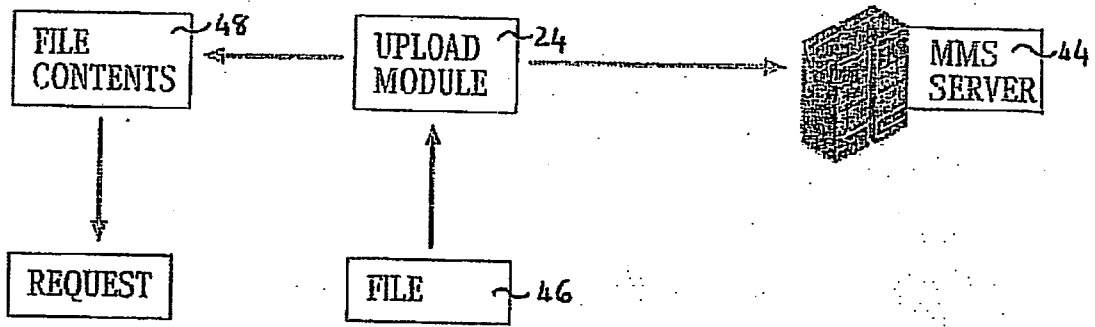 FILE
CONTENTS
48
UPLOAD
MODULE
24
MMS
SERVER
44
REQUEST
FILE
46